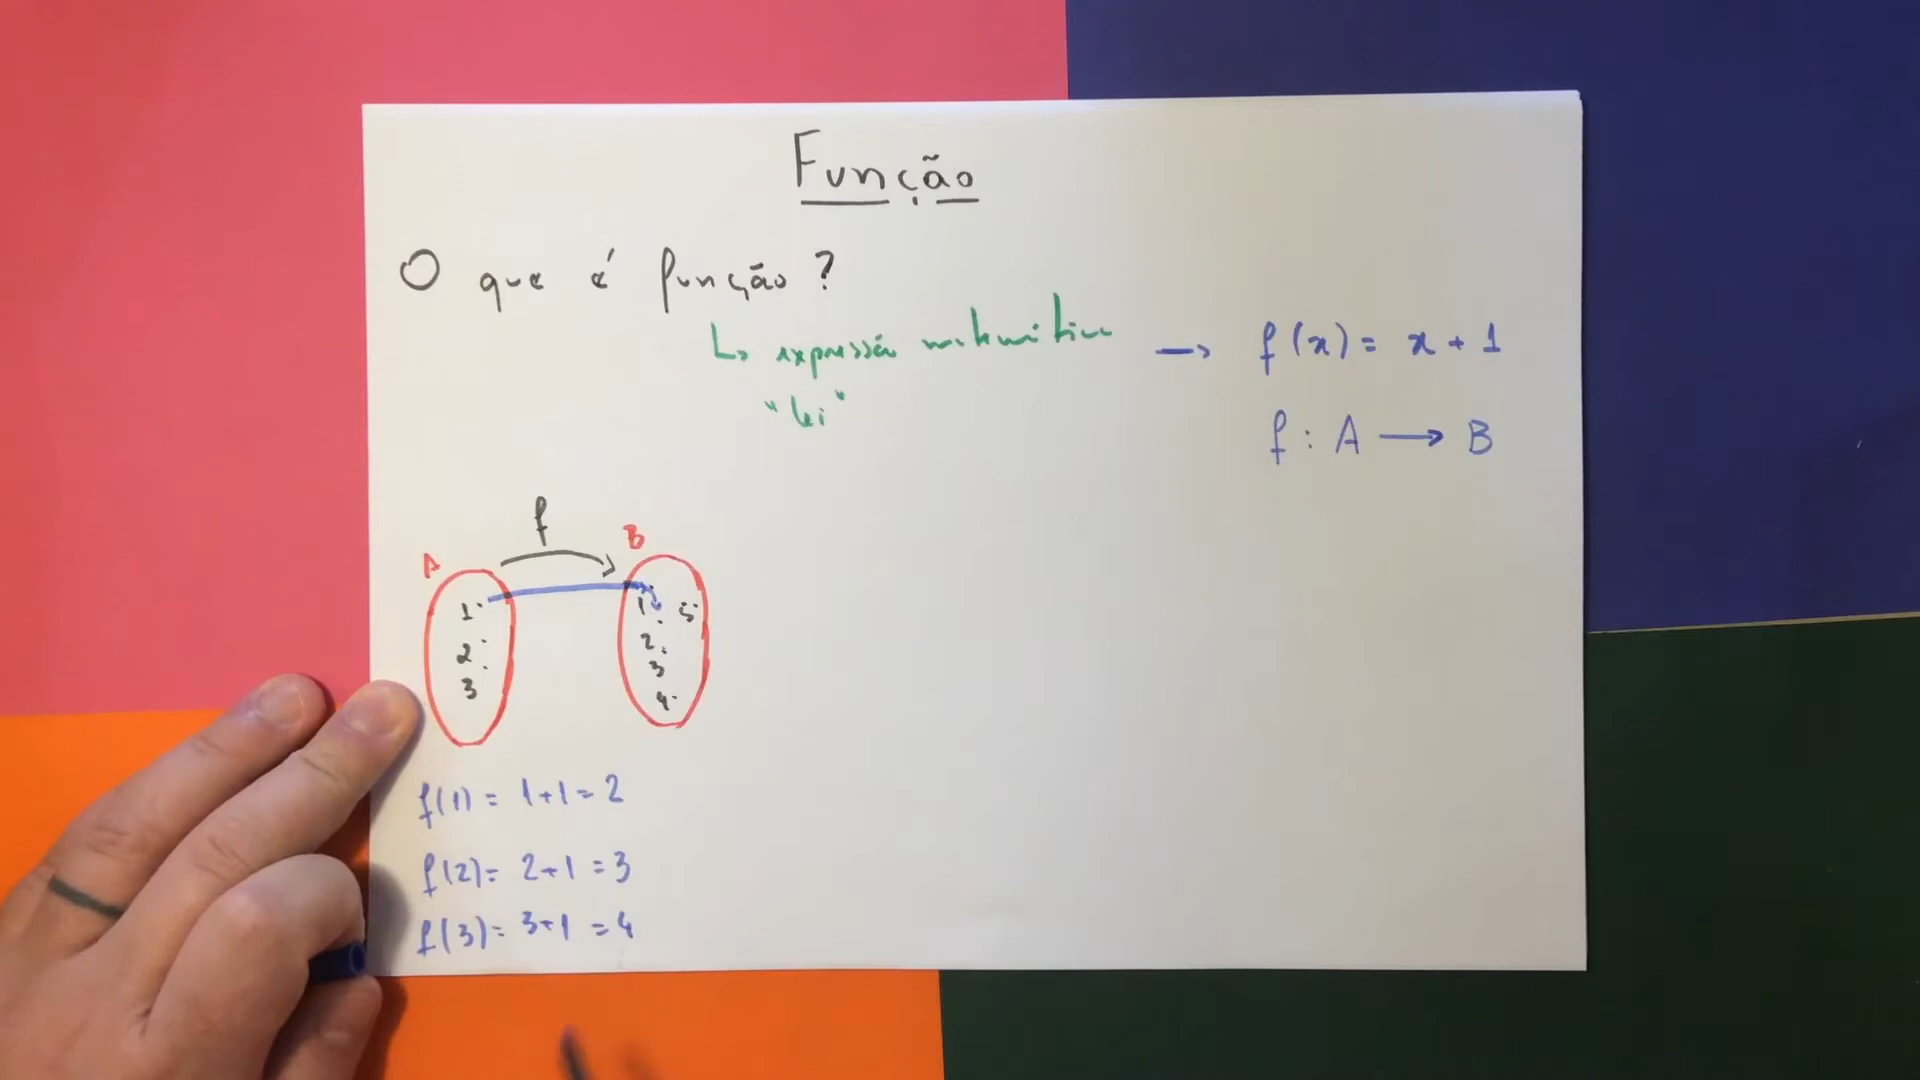 Função
O que é função?
↳ expressão matemática → f(x) = x + 1
"lei"
f : A → B
f
A B
1 1 5
2 2
3 3
4
f(1) = 1+1 = 2
f(2) = 2+1 = 3
f(3) = 3+1 = 4